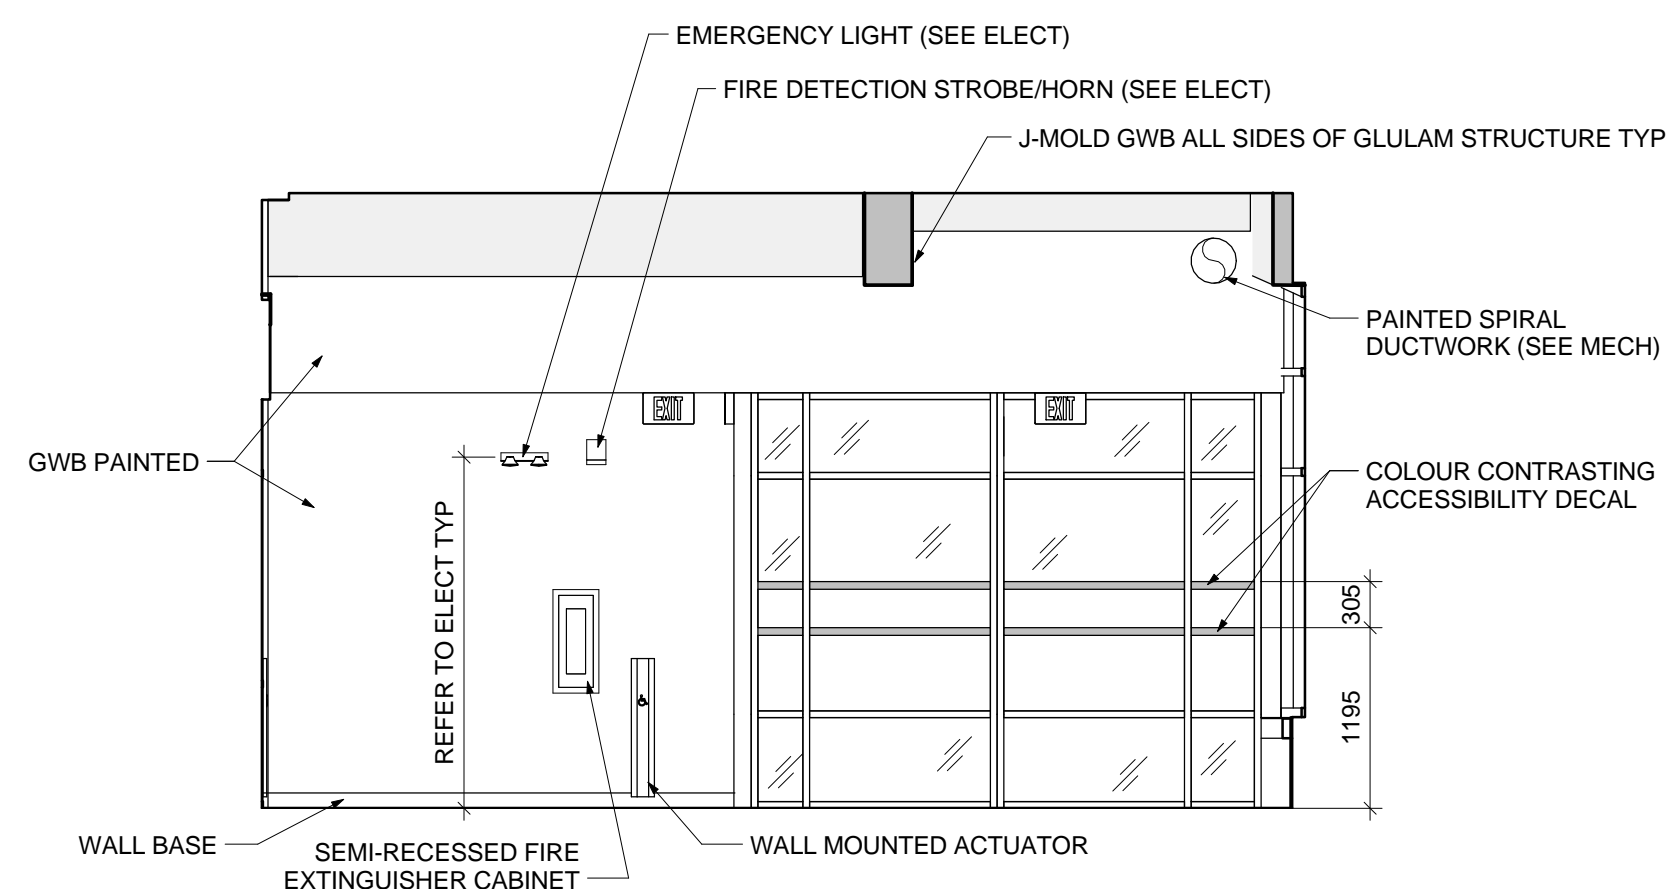 EMERGENCY LIGHT (SEE ELECT)
FIRE DETECTION STROBE/HORN (SEE ELECT)
J-MOLD GWB ALL SIDES OF GLULAM STRUCTURE TYP
PAINTED SPIRAL
DUCTWORK (SEE MECH)
EXIT
EXIT
GWB PAINTED
COLOUR CONTRASTING
ACCESSIBILITY DECAL
REFER TO ELECT TYP
305
1195
WALL BASE
SEMI-RECESSED FIRE
EXTINGUISHER CABINET
WALL MOUNTED ACTUATOR